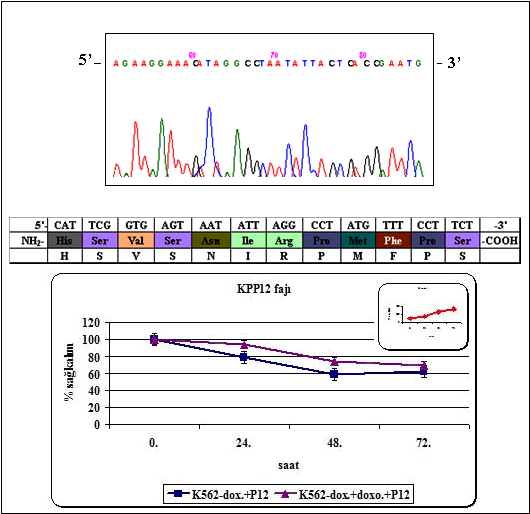 60 70 80
5’ AGAAGGAAACATAGGCCTAATATTACTCACCGAATG - 3’
5'- CAT TCG GTG AGT AAT ATT AGG CCT ATG TTT CCT TCT -3'
NH2- His Ser Val Ser Asn Ile Arg Pro Met Phe Pro Ser -COOH
H S V S N I R P M F P S
KPP12 fajı
120
100
80
60
40
20
0
% sağkalım
0. 24. 48. 72.
saat
K562-dox.+P12 K562-dox.+doxo.+P12